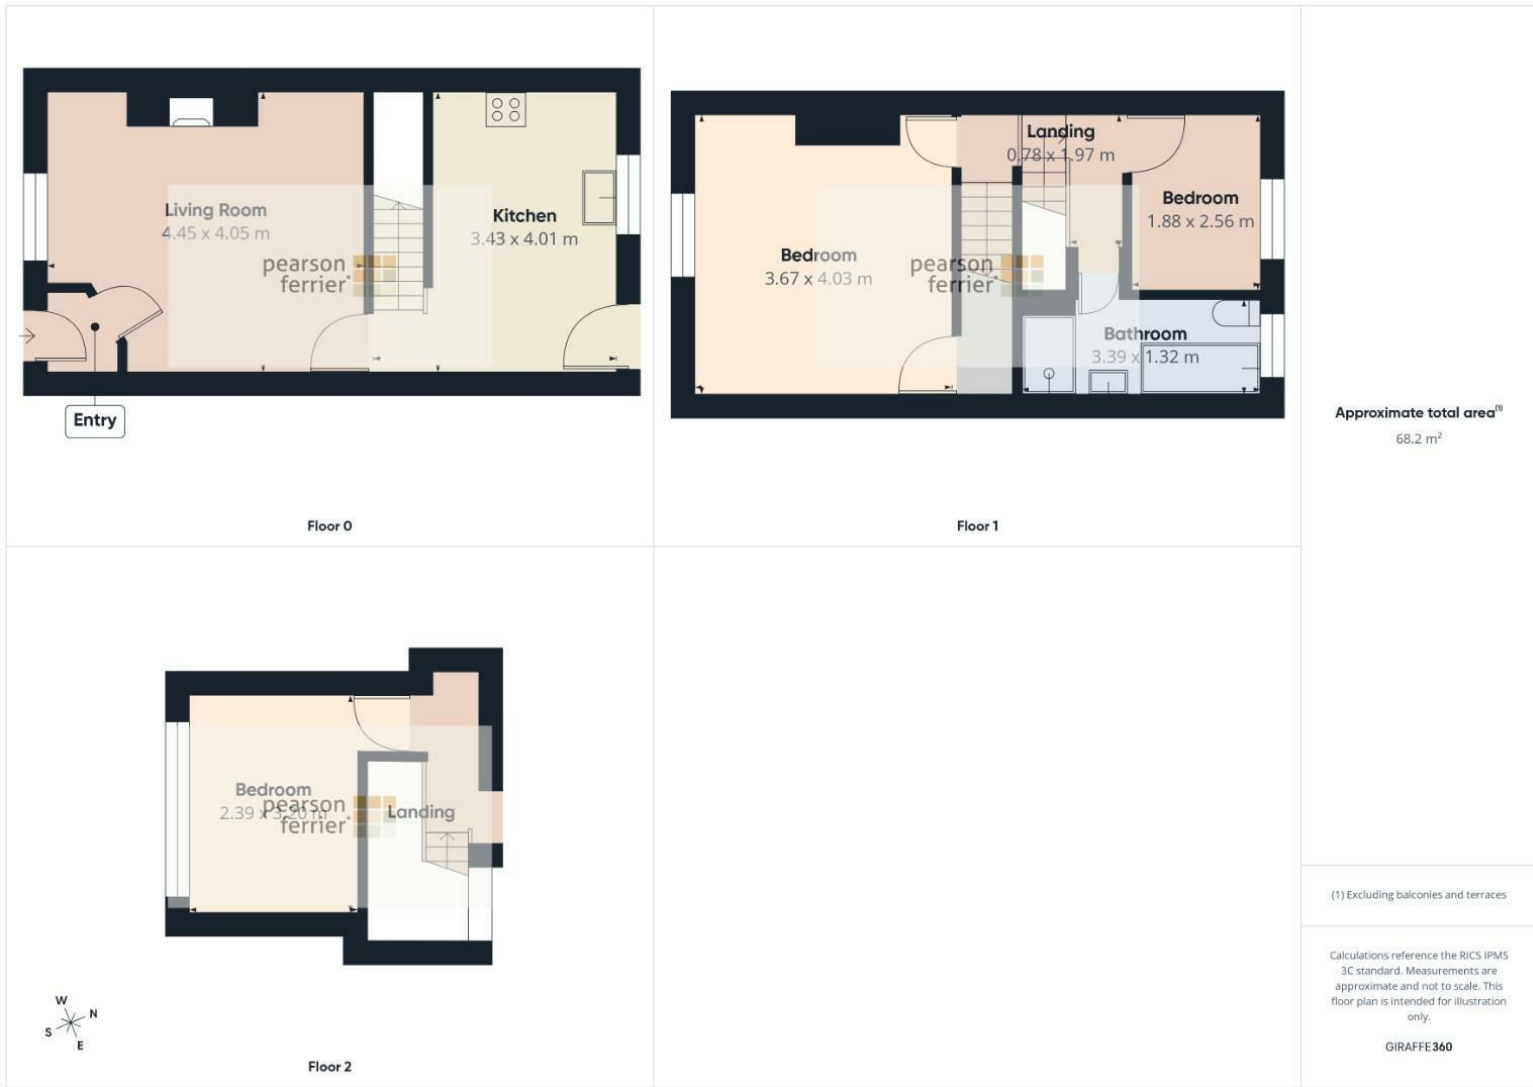 Living Room
4.45 x 4.05 m
Kitchen
3.43 x 4.01 m
pearson
ferrier
Entry
Floor 0
Landing
0.78 x 1.97 m
Bedroom
1.88 x 2.56 m
Bedroom
3.67 x 4.03 m
pearson
ferrier
Bathroom
3.39 x 1.32 m
Floor 1
Approximate total area(1)
68.2 m²
Bedroom
2.39 x 3.20 m
pearson
ferrier
Landing
W
N
S
E
Floor 2
(1) Excluding balconies and terraces
Calculations reference the RICS IPMS
3C standard. Measurements are
approximate and not to scale. This
floor plan is intended for illustration
only.
GIRAFFE360